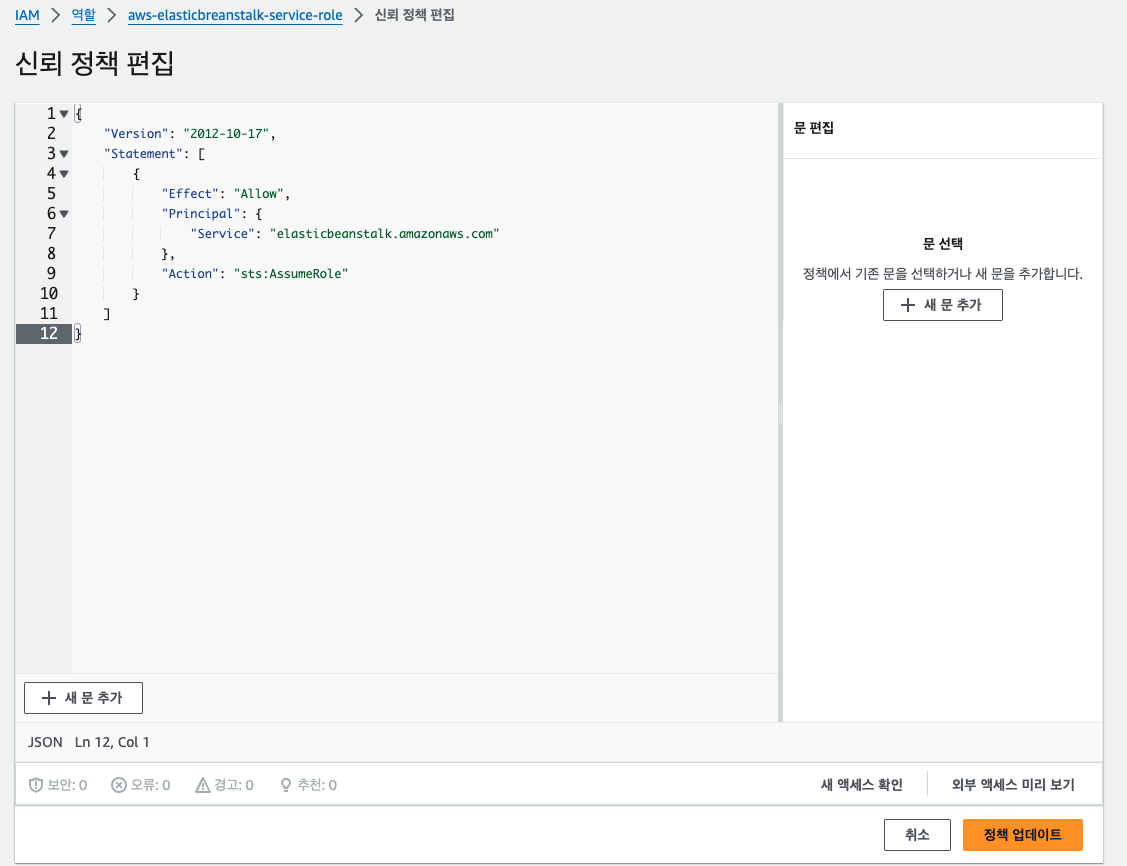 IAM > 역할 > aws-elasticbreanstalk-service-role > 신뢰 정책 편집
신뢰 정책 편집
1 {
2 "Version": "2012-10-17",
3 "Statement": [
4 {
5 "Effect": "Allow",
6 "Principal": {
7 "Service": "elasticbeanstalk.amazonaws.com"
8 },
9 "Action": "sts:AssumeRole"
10 }
11 ]
12 }
+ 새 문 추가
JSON Ln 12, Col 1
문 편집
문 선택
정책에서 기존 문을 선택하거나 새 문을 추가합니다.
+ 새 문 추가
보안: 0 오류: 0 경고: 0 추천: 0
새 액세스 확인 외부 액세스 미리 보기
취소 정책 업데이트